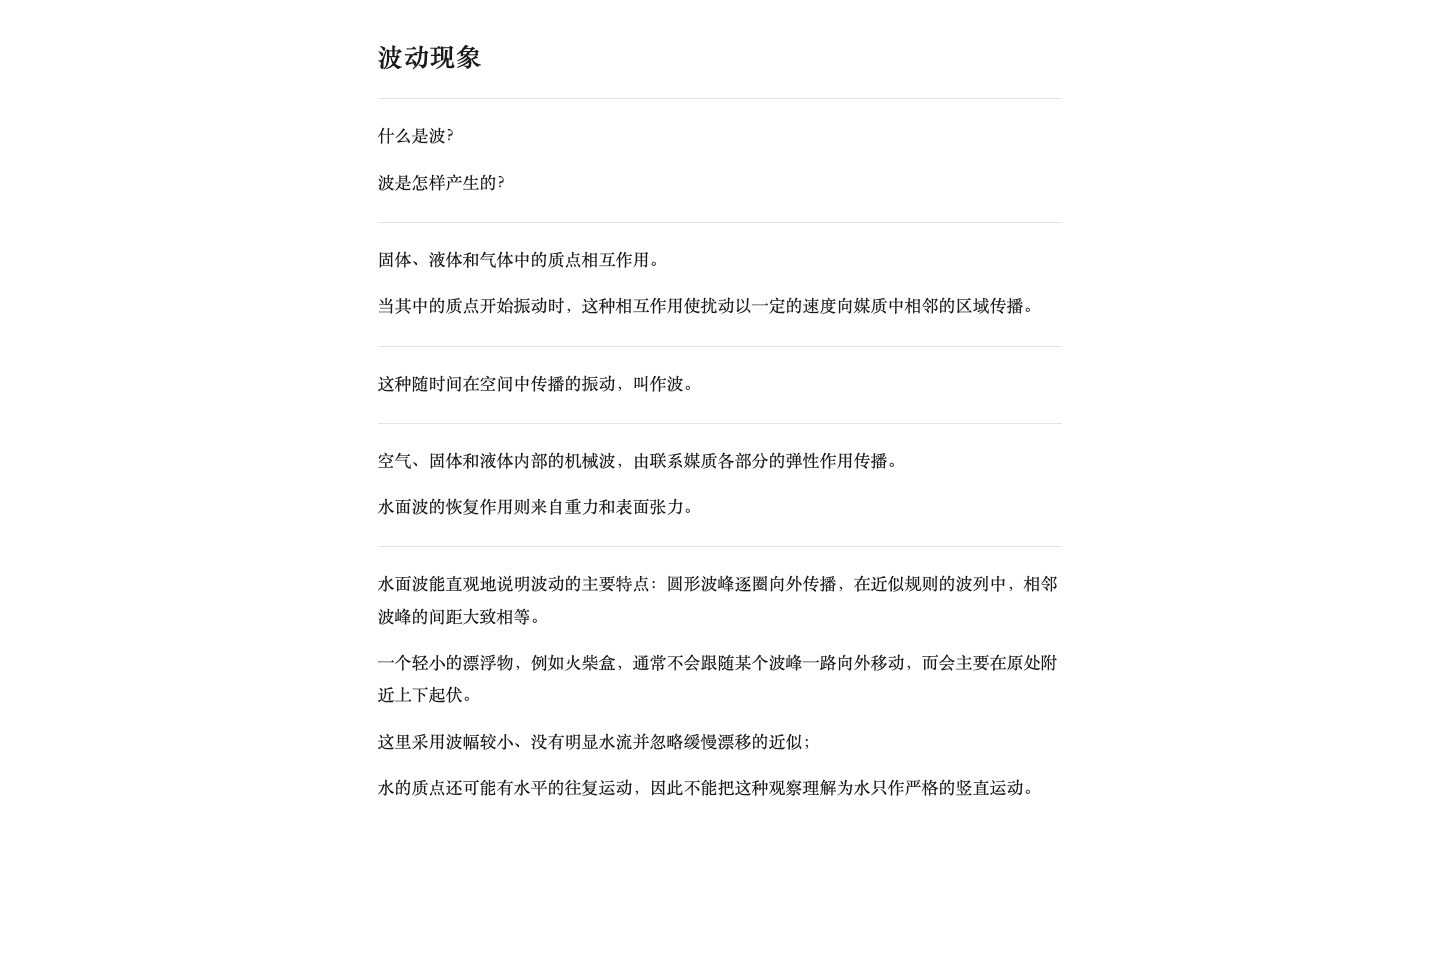 波动现象
什么是波?
波是怎样产生的?
固体、液体和气体中的质点相互作用。
当其中的质点开始振动时，这种相互作用使扰动以一定的速度向媒质中相邻的区域传播。
这种随时间在空间中传播的振动，叫作波。
空气、固体和液体内部的机械波，由联系媒质各部分的弹性作用传播。
水面波的恢复作用则来自重力和表面张力。
水面波能直观地说明波动的主要特点：圆形波峰逐圈向外传播，在近似规则的波列中，相邻
波峰的间距大致相等。
一个轻小的漂浮物，例如火柴盒，通常不会跟随某个波峰一路向外移动，而会主要在原处附
近上下起伏。
这里采用波幅较小、没有明显水流并忽略缓慢漂移的近似；
水的质点还可能有水平的往复运动，因此不能把这种观察理解为水只作严格的竖直运动。